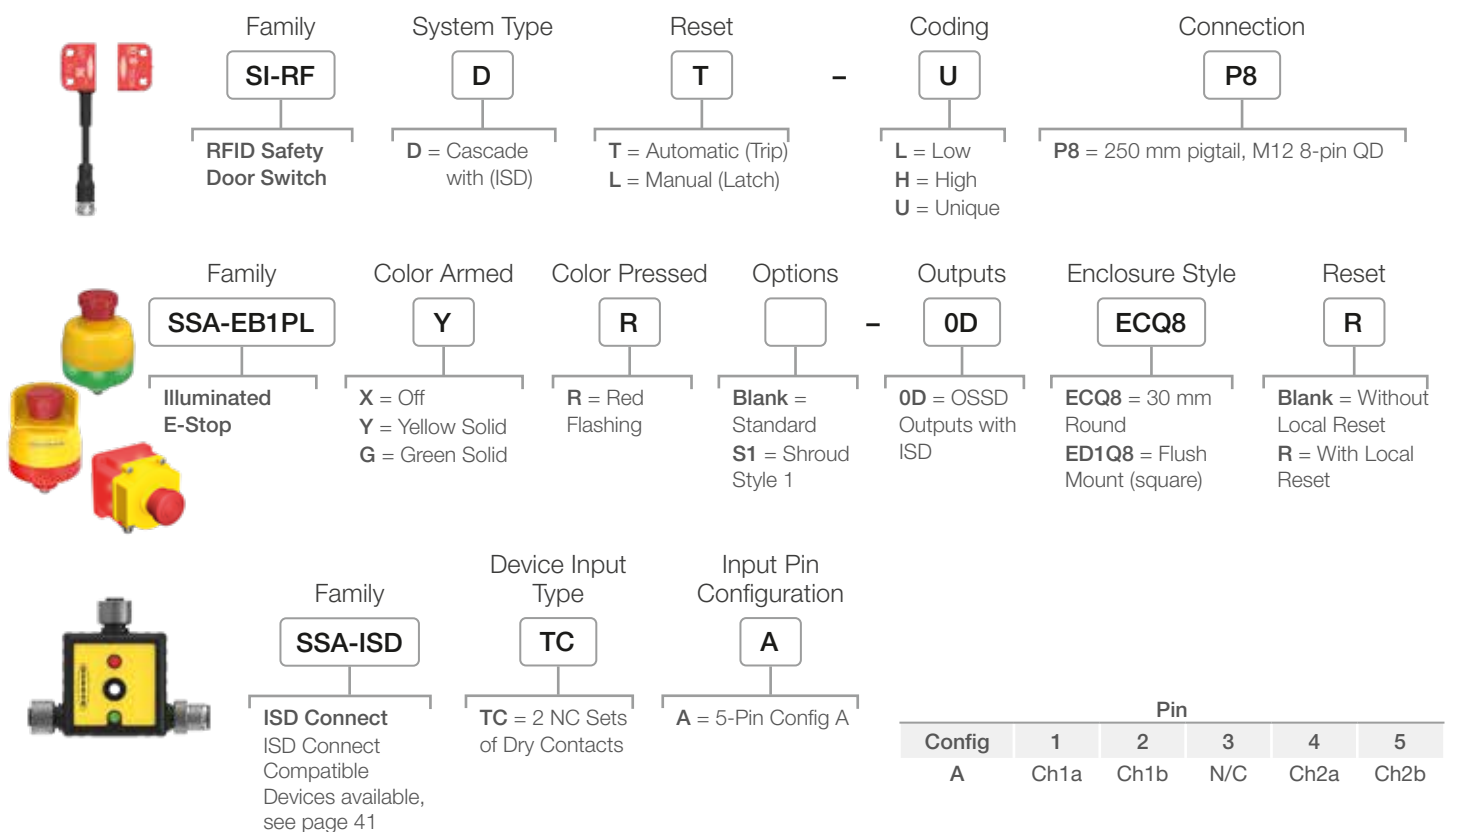 Family System Type Reset Coding Connection
SI-RF D T – U P8
RFID Safety
Door Switch
D = Cascade
with (ISD)
T = Automatic (Trip)
L = Manual (Latch)
L = Low
H = High
U = Unique
P8 = 250 mm pigtail, M12 8-pin QD
Family Color Armed Color Pressed Options Outputs Enclosure Style Reset
SSA-EB1PL Y R – 0D ECQ8 R
Illuminated
E-Stop
X = Off
Y = Yellow Solid
G = Green Solid
R = Red
Flashing
Blank =
Standard
S1 = Shroud
Style 1
0D = OSSD
Outputs with
ISD
ECQ8 = 30 mm
Round
ED1Q8 = Flush
Mount (square)
Blank = Without
Local Reset
R = With Local
Reset
Family
Device Input
Type
Input Pin
Configuration
SSA-ISD TC A
ISD Connect
ISD Connect
Compatible
Devices available,
see page 41
TC = 2 NC Sets
of Dry Contacts
A = 5-Pin Config A
Pin
Config 1 2 3 4 5
A Ch1a Ch1b N/C Ch2a Ch2b